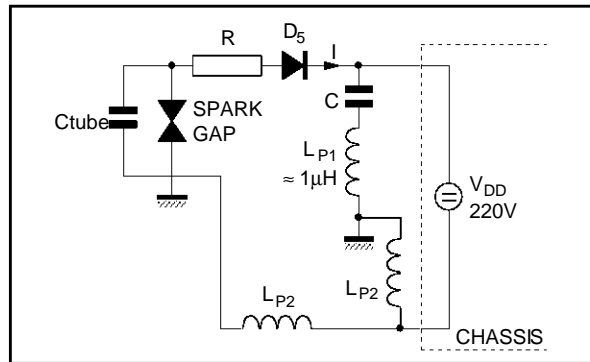 D5
R
I
C
Ctube
SPARK
GAP
LP1
≈ 1µH
VDD
220V
LP2
LP2
CHASSIS